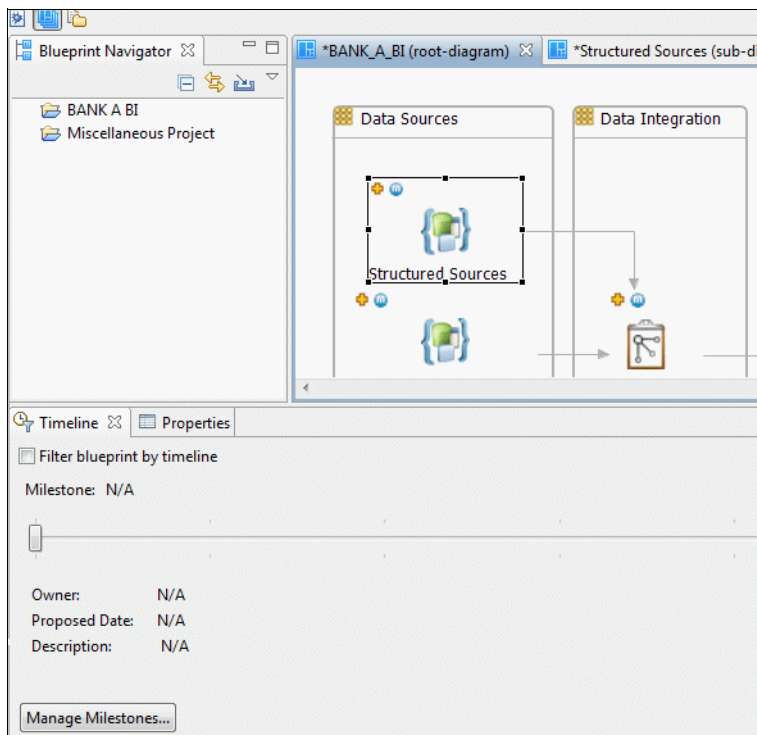 Blueprint Navigator
BANK A BI
Miscellaneous Project
*BANK_A_BI (root-diagram)
*Structured Sources (sub-di
Data Sources
Data Integration
Structured Sources
Timeline
Properties
Filter blueprint by timeline
Milestone: N/A
Owner: N/A
Proposed Date: N/A
Description: N/A
Manage Milestones...